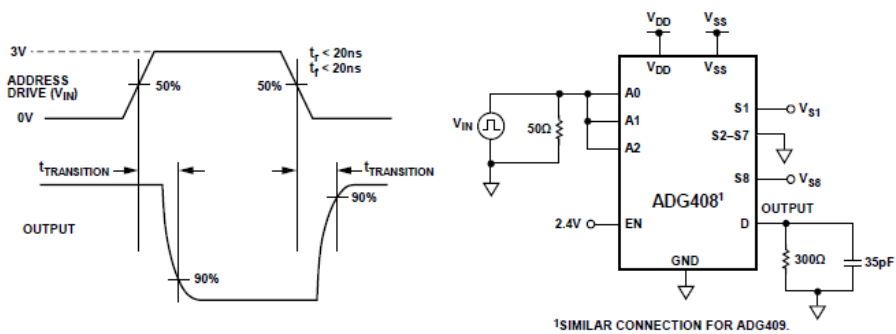 3V
ADDRESS
DRIVE (VIN)
0V
50%
50%
tr < 20ns
tf < 20ns
tTRANSITION
tTRANSITION
OUTPUT
90%
90%
VDD
VSS
VDD
VSS
VIN
50Ω
A0
A1
A2
S1
VS1
S2–S7
S8
VS8
ADG408¹
OUTPUT
D
2.4V
EN
GND
300Ω
35pF
¹SIMILAR CONNECTION FOR ADG409.